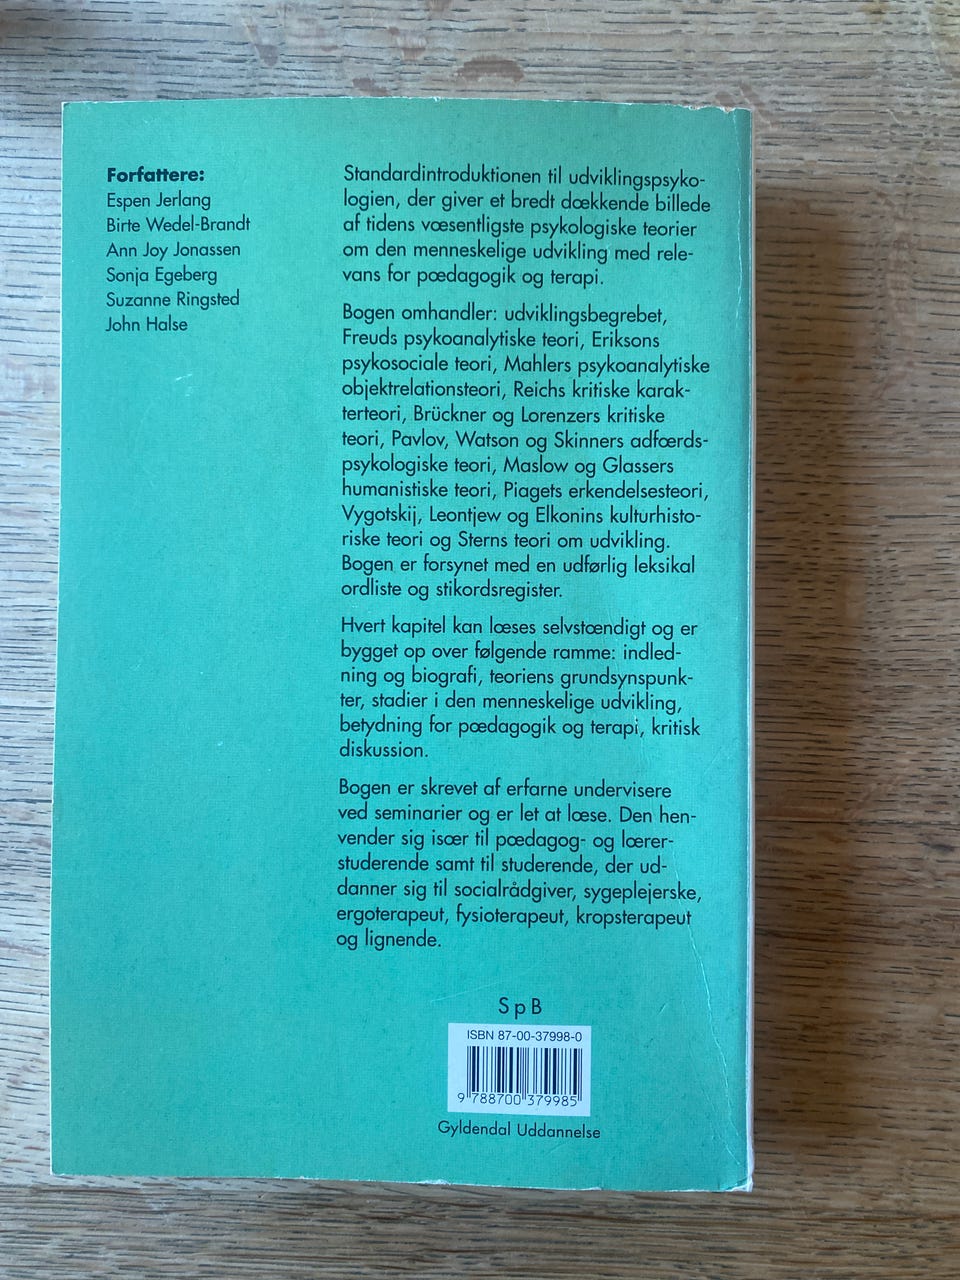 Forfattere:
Espen Jerlang
Birte Wedel-Brandt
Ann Joy Jonassen
Sonja Egeberg
Suzanne Ringsted
John Halse
Standardintroduktionen til udviklingspsyko-
logien, der giver et bredt dækkende billede
af tidens væsentligste psykologiske teorier
om den menneskelige udvikling med rele-
vans for pædagogik og terapi.
Bogen omhandler: udviklingsbegrebet,
Freuds psykoanalytiske teori, Eriksons
psykosociale teori, Mahlers psykoanalytiske
objektrelationsteori, Reichs kritiske karak-
terteori, Brückner og Lorenzers kritiske
teori, Pavlov, Watson og Skinners adfærds-
psykologiske teori, Maslow og Glassers
humanistiske teori, Piagets erkendelsesteori,
Vygotskij, Leontjew og Elkonins kulturhisto-
riske teori og Sterns teori om udvikling.
Bogen er forsynet med en udførlig leksikal
ordliste og stikordsregister.
Hvert kapitel kan læses selvstændigt og er
bygget op over følgende ramme: indled-
ning og biografi, teoriens grundsynspunk-
ter, stadier i den menneskelige udvikling,
betydning for pædagogik og terapi, kritisk
diskussion.
Bogen er skrevet af erfarne undervisere
ved seminarier og er let at læse. Den hen-
vender sig især til pædagog- og lærer-
studerende samt til studerende, der ud-
danner sig til socialrådgiver, sygeplejerske,
ergoterapeut, fysioterapeut, kropsterapeut
og lignende.
SpB
ISBN 87-00-37998-0
9 788700 379985
Gyldendal Uddannelse